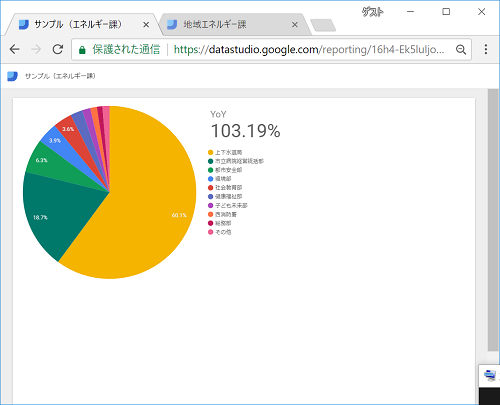 ゲスト
サンプル（エネルギー課）
地域エネルギー課
保護された通信
https://datastudio.google.com/reporting/16h4-Ek5luljo...
サンプル（エネルギー課）
YoY
103.19%
上下水道局
市立病院経営統括部
都市安全部
環境部
社会教育部
健康福祉部
子ども未来部
西消防署
総務部
その他
3.6%
3.9%
6.3%
18.7%
60.1%